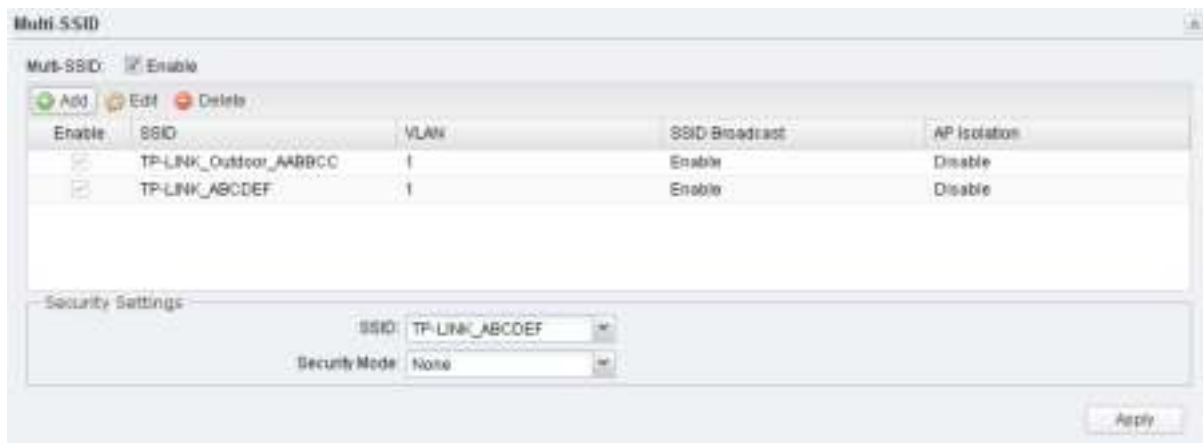 Multi-SSID
Multi-SSID: Enable
Add Edit Delete
Enable SSID VLAN SSID Broadcast AP Isolation
TP-LINK_Outdoor_AABBCC 1 Enable Disable
TP-LINK_ABCDEF 1 Enable Disable
Security Settings
SSID: TP-LINK_ABCDEF
Security Mode: None
Apply